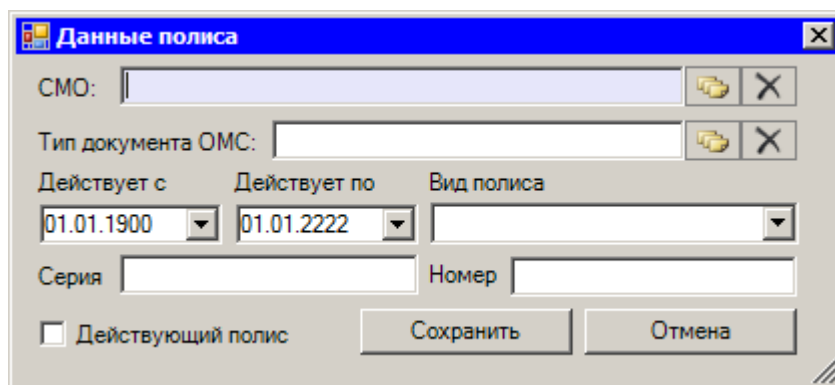 Данные полиса
СМО:
Тип документа ОМС:
Действует с Действует по Вид полиса
01.01.1900 01.01.2222
Серия Номер
Действующий полис Сохранить Отмена